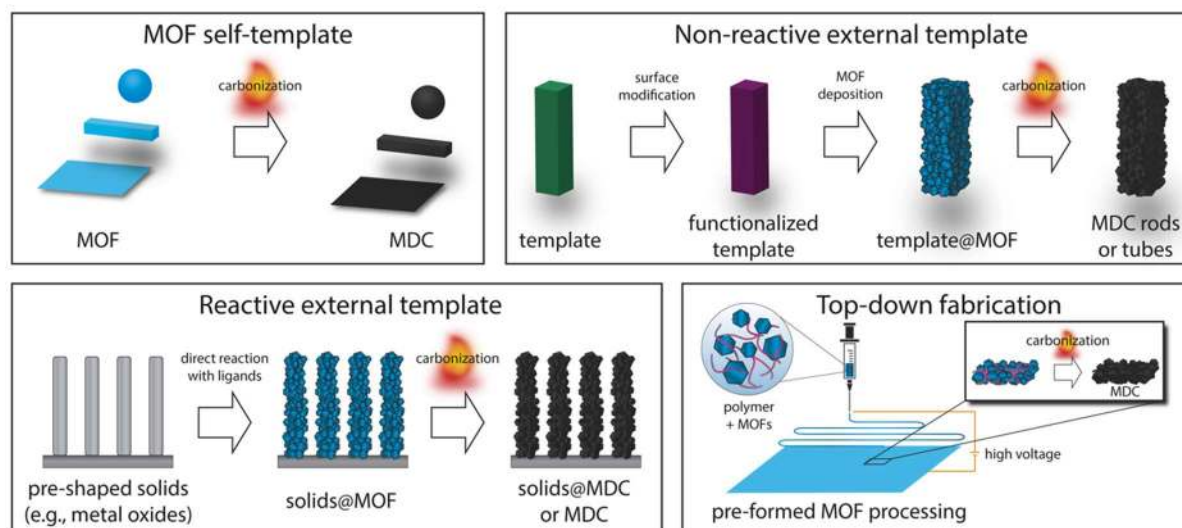 MOF self-template
carbonization
MOF
MDC
Non-reactive external template
surface
modification
MOF
deposition
carbonization
template
functionalized
template
template@MOF
MDC rods
or tubes
Reactive external template
direct reaction
with ligands
carbonization
pre-shaped solids
(e.g., metal oxides)
solids@MOF
solids@MDC
or MDC
Top-down fabrication
polymer
+ MOFs
carbonization
MDC
high voltage
pre-formed MOF processing